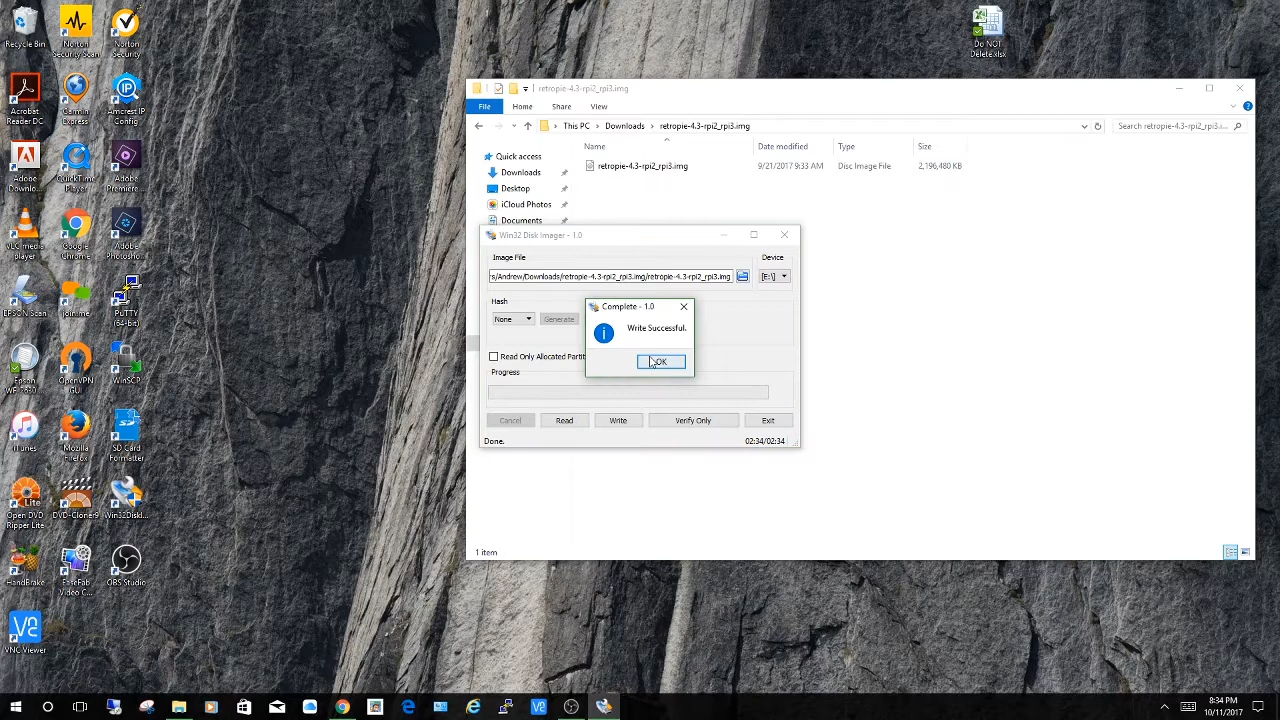 Recycle Bin
Norton
Security Scan
Norton
Security
Acrobat
Reader DC
Garmin
Express
Amcrest IP
Config
Adobe
Downlo...
QuickTime
Player
Adobe
Premiere...
VLC media
player
Google
Chrome
Adobe
Photosho...
EPSON Scan
join.me
PuTTY
(64-bit)
Epson
OpenVPN
GUI
WinSCP
iTunes
Mozilla
Firefox
SD Card
Formatter
Open DVD
Ripper Lite
DVD-Cloner9
Win32Diskl...
HandBrake
EaseFab
Video C...
OBS Studio
VNC Viewer
Do NOT
Delete.xlsx
retropie-4.3-rpi2_rpi3.img
File Home Share View
This PC > Downloads > retropie-4.3-rpi2_rpi3.img
Search retropie-4.3-rpi2_rpi3.i...
Name Date modified Type Size
retropie-4.3-rpi2_rpi3.img 9/21/2017 9:33 AM Disc Image File 2,196,480 KB
Quick access
Downloads
Desktop
iCloud Photos
Documents
1 item
Win32 Disk Imager - 1.0
Image File Device
's/Andrew/Downloads/retropie-4.3-rpi2_rpi3.img/retropie-4.3-rpi2_rpi3.img [E:\]
Hash
None Generate
Read Only Allocated Partit
Progress
Cancel Read Write Verify Only Exit
Done. 02:34/02:34
Complete - 1.0
Write Successful.
OK
8:34 PM
10/11/2017